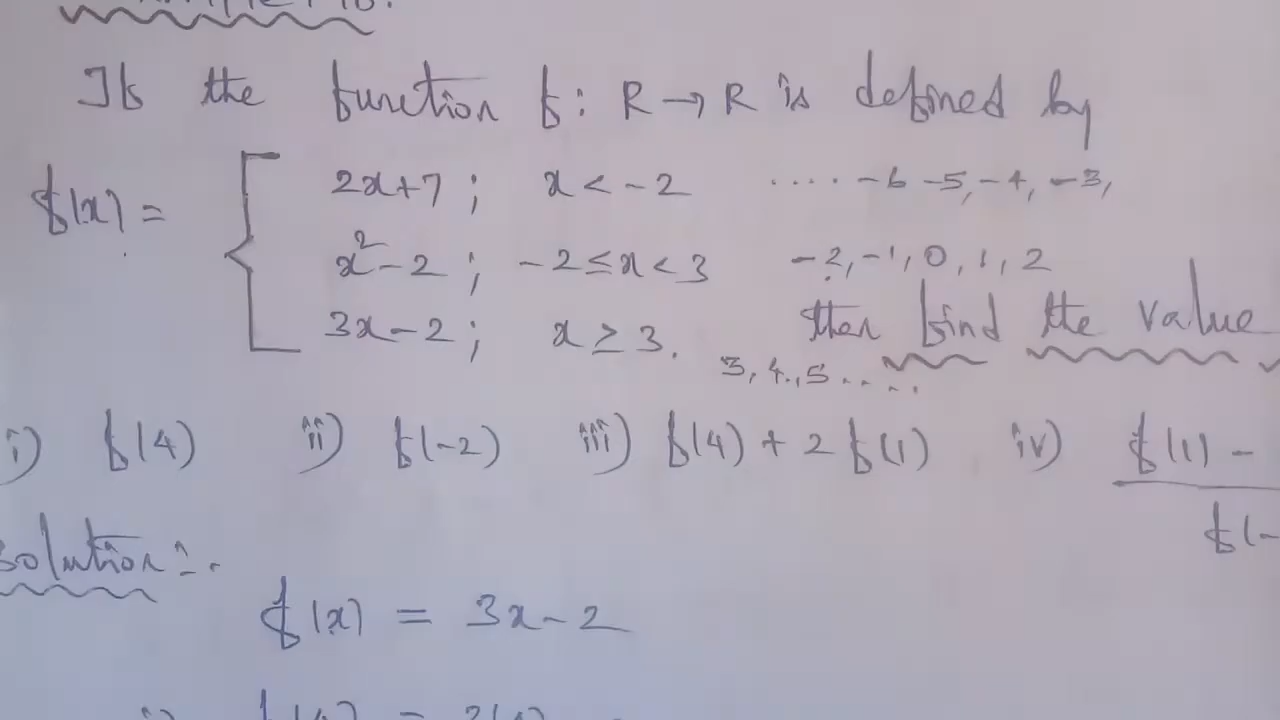 If the function f: R → R is defined by
f(x) = { 2x+7 ; x < -2 .... -6 -5, -4, -3,
x² - 2 ; -2 ≤ x < 3 -2, -1, 0, 1, 2
3x - 2 ; x ≥ 3. then find the value
3, 4, 5 .....
i) f(4) ii) f(-2) iii) f(4) + 2 f(1) iv) f(1) -
f(-
Solution :-
f(x) = 3x - 2